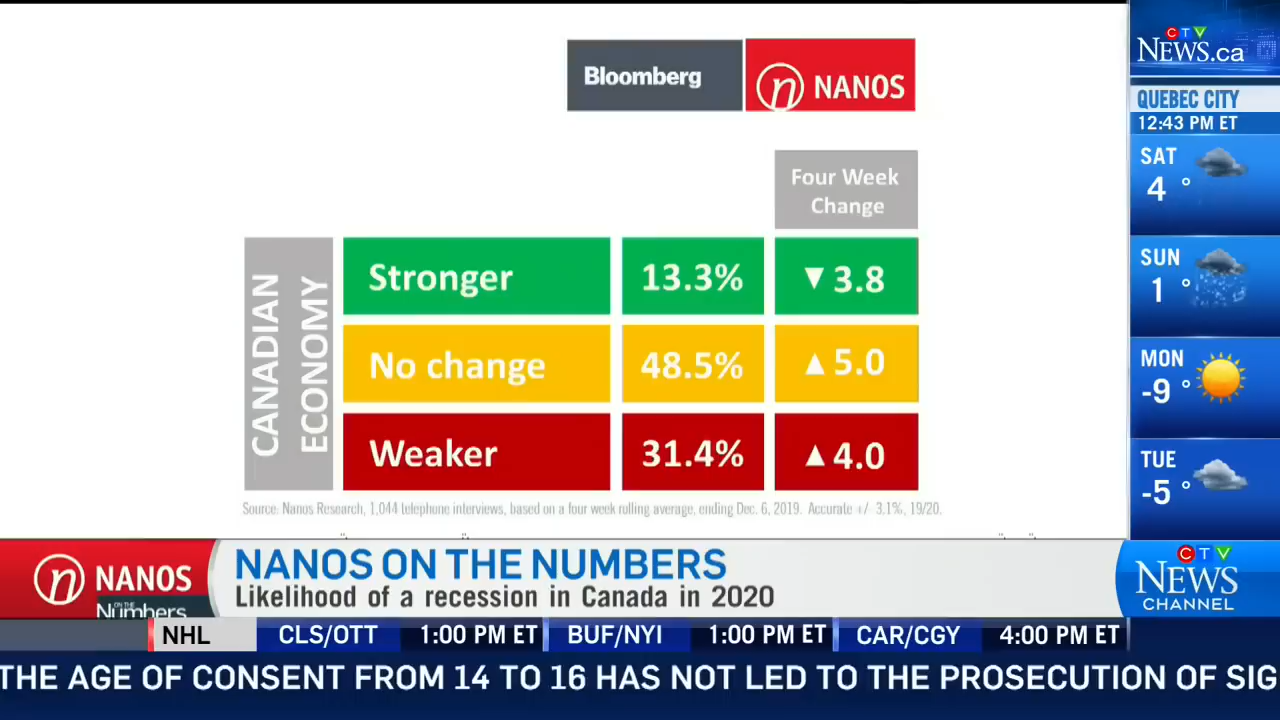 Bloomberg
n NANOS
Four Week
Change
CANADIAN
ECONOMY
Stronger 13.3% ▼ 3.8
No change 48.5% ▲ 5.0
Weaker 31.4% ▲ 4.0
Source: Nanos Research, 1,044 telephone interviews, based on a four week rolling average, ending Dec. 6, 2019. Accurate +/- 3.1%, 19/20.
CTV
NEWS.ca
QUEBEC CITY
12:43 PM ET
SAT
4 °
SUN
1 °
MON
-9 °
TUE
-5 °
n NANOS
ON THE
Numbers
NANOS ON THE NUMBERS
Likelihood of a recession in Canada in 2020
CTV
NEWS
CHANNEL
NHL CLS/OTT 1:00 PM ET BUF/NYI 1:00 PM ET CAR/CGY 4:00 PM ET
THE AGE OF CONSENT FROM 14 TO 16 HAS NOT LED TO THE PROSECUTION OF SIG